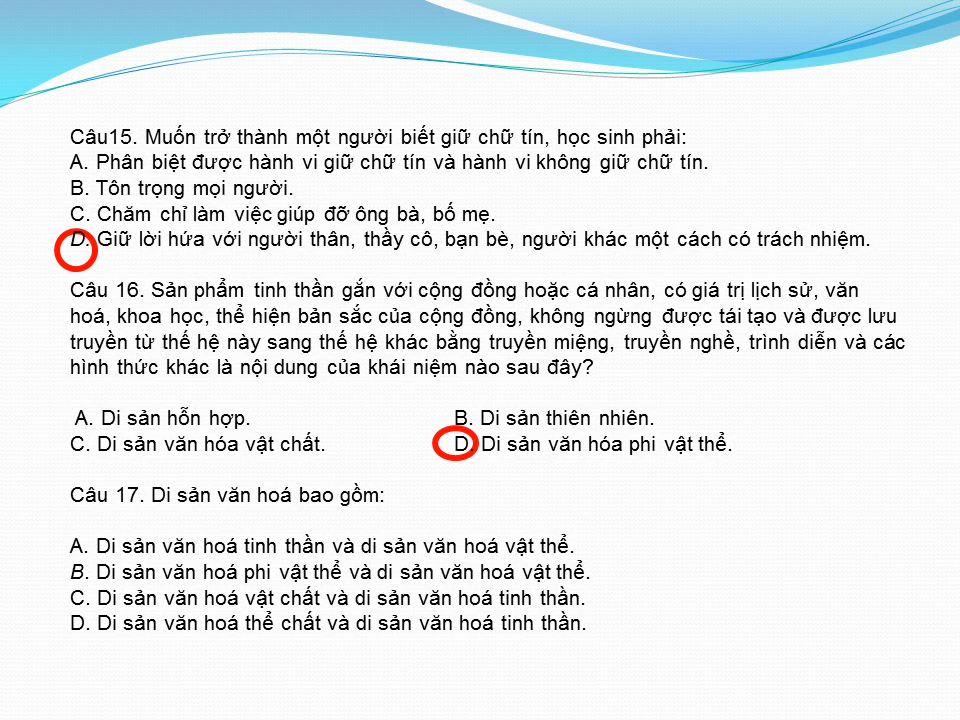 Câu15. Muốn trở thành một người biết giữ chữ tín, học sinh phải:
A. Phân biệt được hành vi giữ chữ tín và hành vi không giữ chữ tín.
B. Tôn trọng mọi người.
C. Chăm chỉ làm việc giúp đỡ ông bà, bố mẹ.
D. Giữ lời hứa với người thân, thầy cô, bạn bè, người khác một cách có trách nhiệm.
Câu 16. Sản phẩm tinh thần gắn với cộng đồng hoặc cá nhân, có giá trị lịch sử, văn
hoá, khoa học, thể hiện bản sắc của cộng đồng, không ngừng được tái tạo và được lưu
truyền từ thế hệ này sang thế hệ khác bằng truyền miệng, truyền nghề, trình diễn và các
hình thức khác là nội dung của khái niệm nào sau đây?
A. Di sản hỗn hợp. B. Di sản thiên nhiên.
C. Di sản văn hóa vật chất. D. Di sản văn hóa phi vật thể.
Câu 17. Di sản văn hoá bao gồm:
A. Di sản văn hoá tinh thần và di sản văn hoá vật thể.
B. Di sản văn hoá phi vật thể và di sản văn hoá vật thể.
C. Di sản văn hoá vật chất và di sản văn hoá tinh thần.
D. Di sản văn hoá thể chất và di sản văn hoá tinh thần.